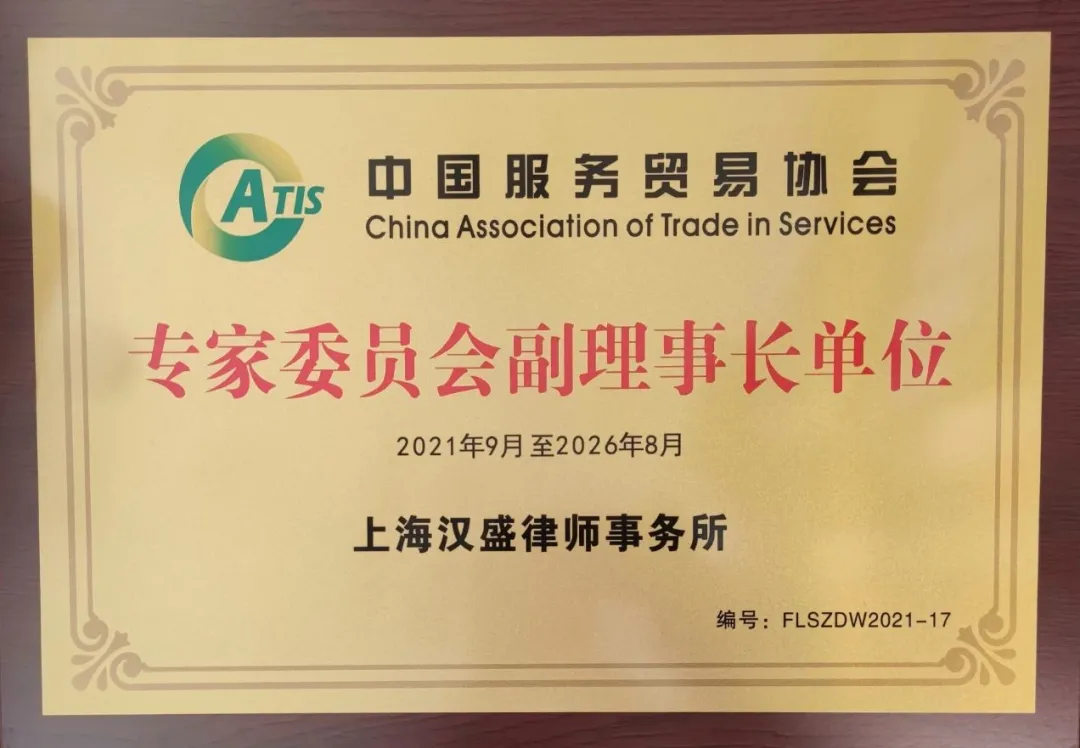 CATIS
中国服务贸易协会
China Association of Trade in Services
专家委员会副理事长单位
2021年9月至2026年8月
上海汉盛律师事务所
编号：FLSZDW2021-17